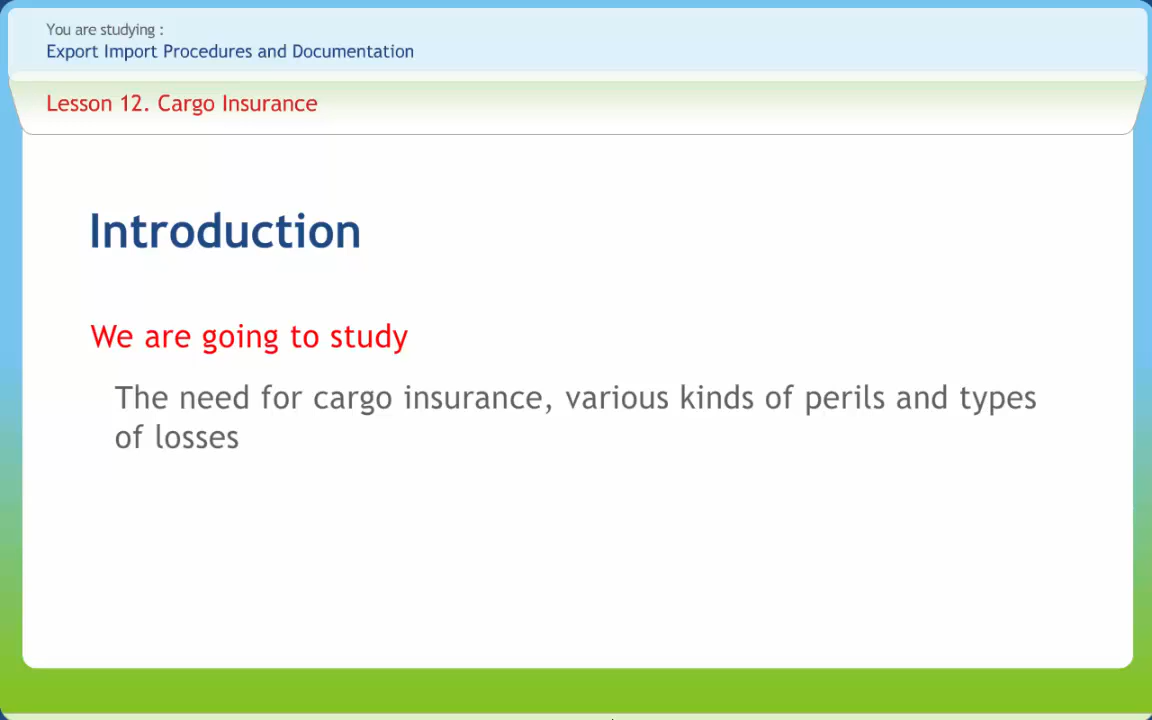 You are studying :
Export Import Procedures and Documentation
Lesson 12. Cargo Insurance
Introduction
We are going to study
The need for cargo insurance, various kinds of perils and types
of losses